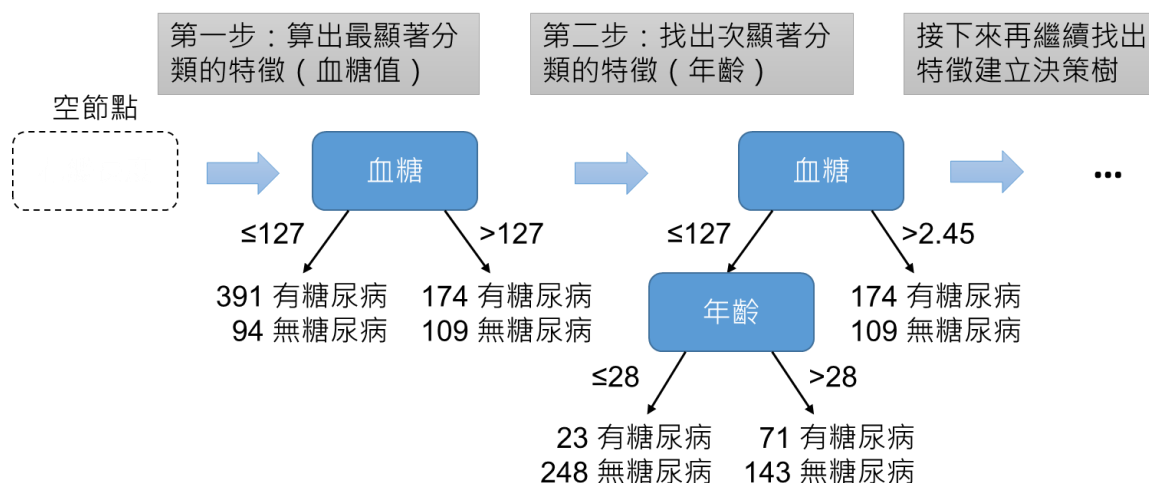 第一步：算出最顯著分
類的特徵（血糖值）
第二步：找出次顯著分
類的特徵（年齡）
接下來再繼續找出
特徵建立決策樹
空節點
血糖
≤127
>127
391 有糖尿病
94 無糖尿病
174 有糖尿病
109 無糖尿病
血糖
≤127
>2.45
年齡
174 有糖尿病
109 無糖尿病
≤28
>28
23 有糖尿病
248 無糖尿病
71 有糖尿病
143 無糖尿病
...